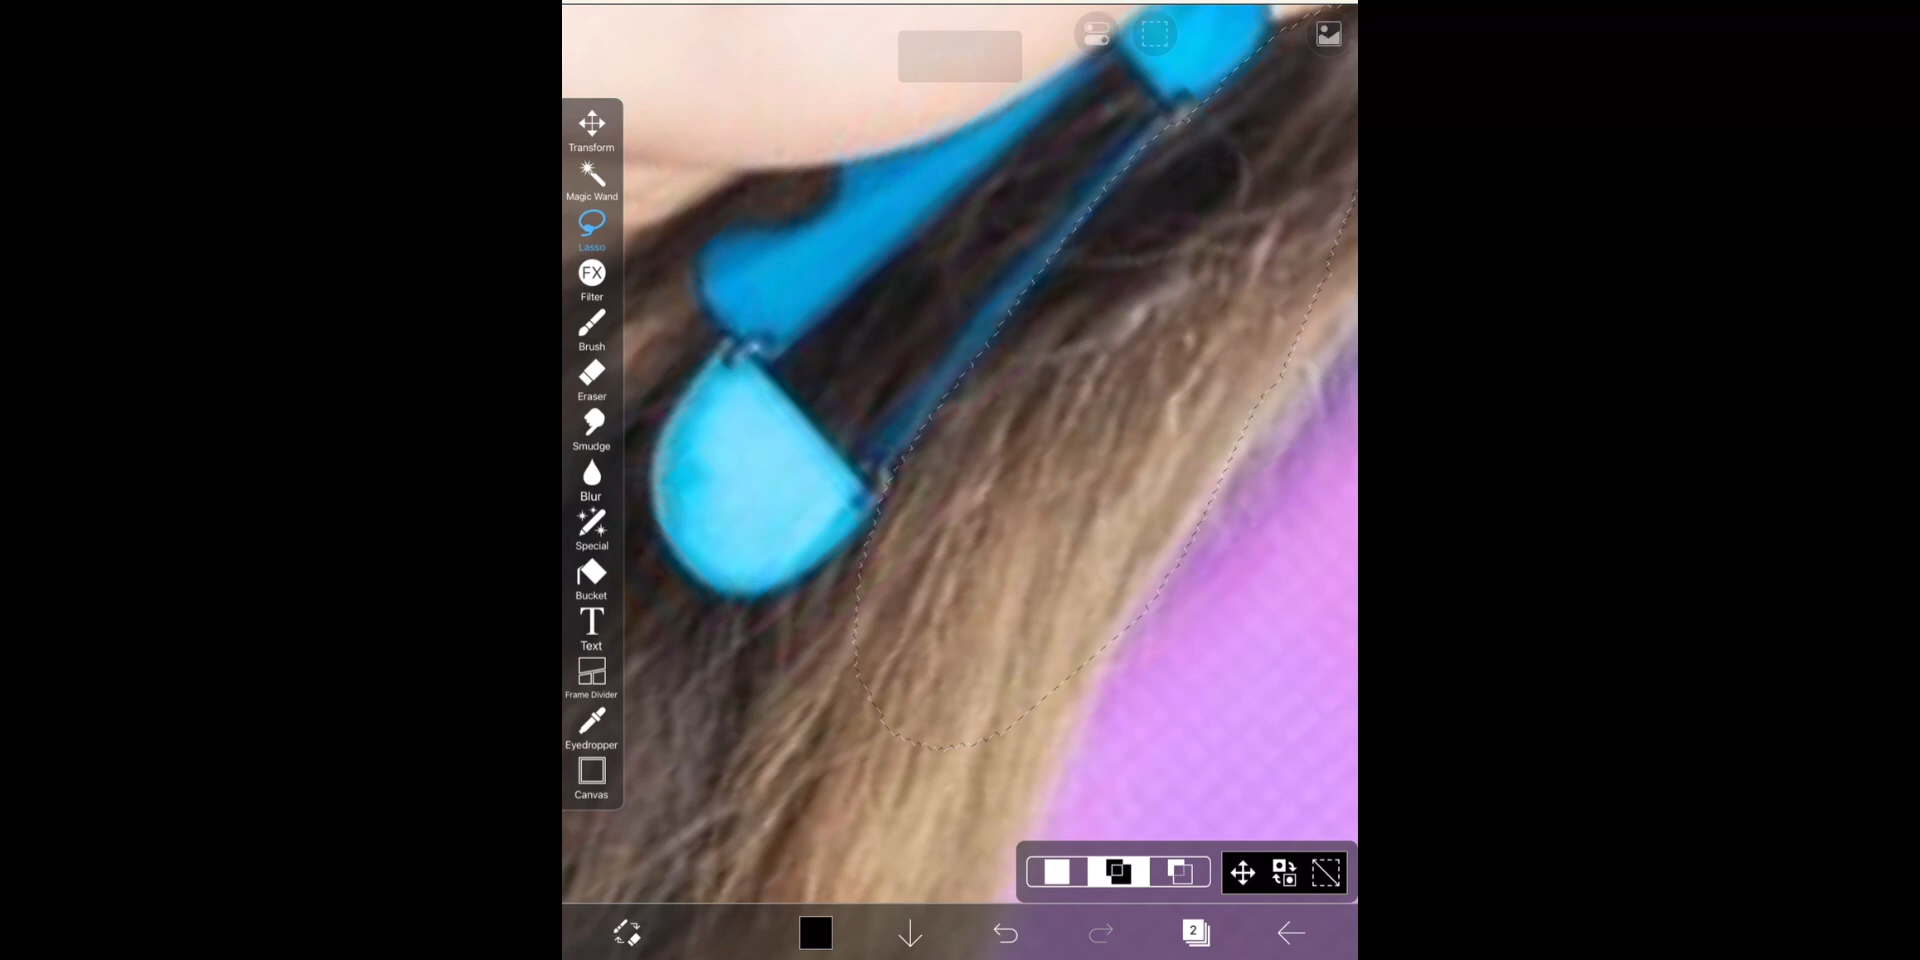 Transform
Magic Wand
Lasso
FX
Filter
Brush
Eraser
Smudge
Blur
Special
Bucket
T
Text
Frame Divider
Eyedropper
Canvas
2